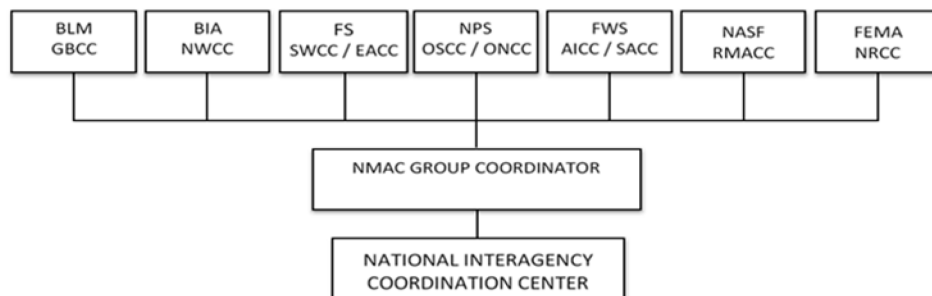 BLM
GBCC
BIA
NWCC
FS
SWCC / EACC
NPS
OSCC / ONCC
FWS
AICC / SACC
NASF
RMACC
FEMA
NRCC
NMAC GROUP COORDINATOR
NATIONAL INTERAGENCY
COORDINATION CENTER